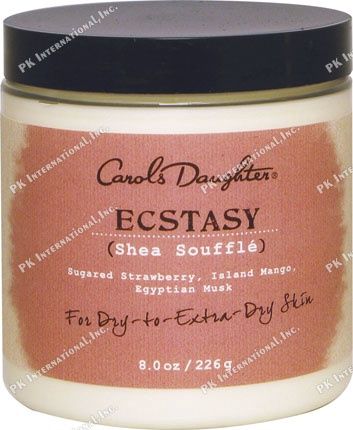 Carol's Daughter®
ECSTASY
(Shea Soufflé)
Sugared Strawberry, Island Mango,
Egyptian Musk
For Dry-to-Extra-Dry Skin
8.0 oz / 226 g
PK International, Inc.